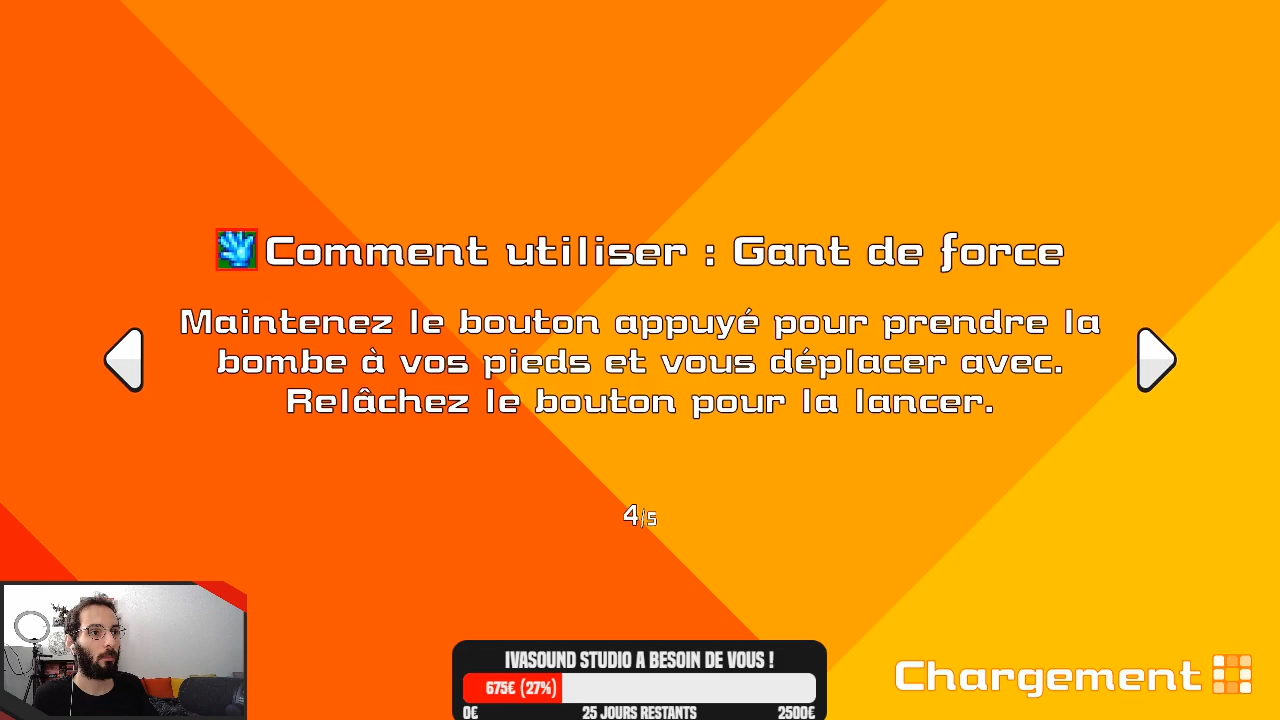 Comment utiliser : Gant de force
Maintenez le bouton appuyé pour prendre la
bombe à vos pieds et vous déplacer avec.
Relâchez le bouton pour la lancer.
4/5
IVASOUND STUDIO A BESOIN DE VOUS !
675€ (27%)
0€ 25 JOURS RESTANTS 2500€
Chargement